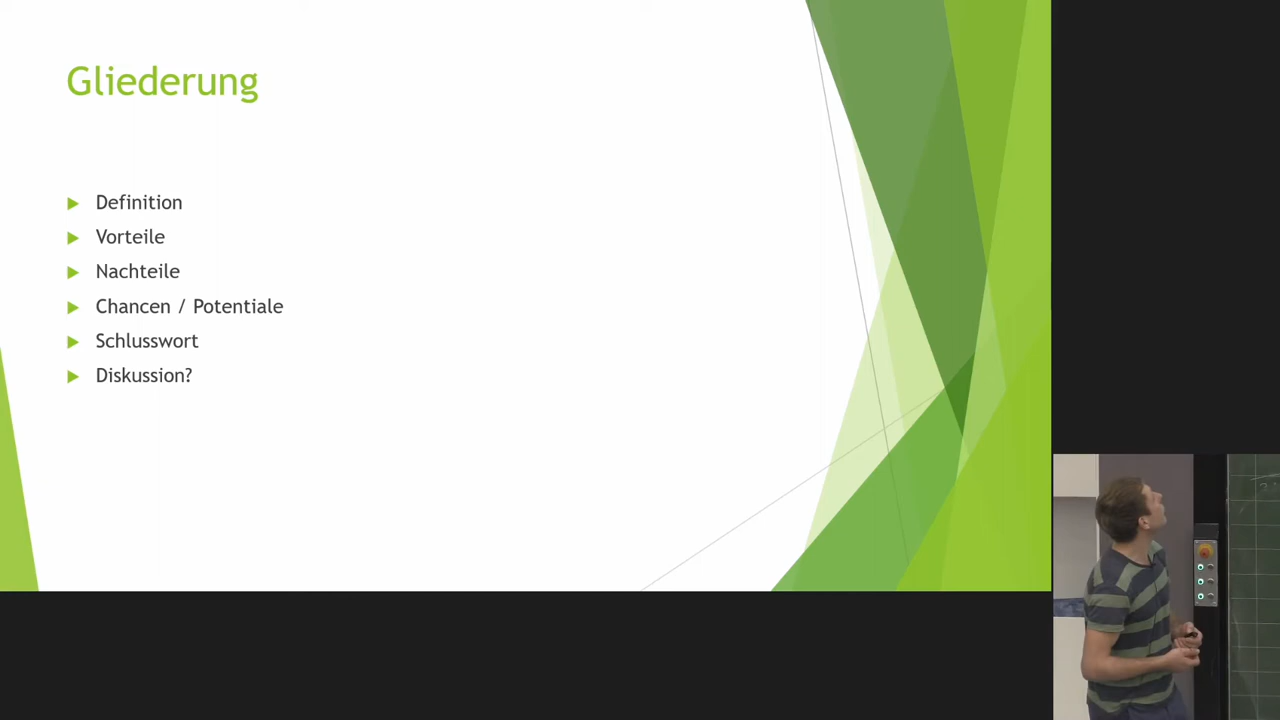 Gliederung
Definition
Vorteile
Nachteile
Chancen / Potentiale
Schlusswort
Diskussion?